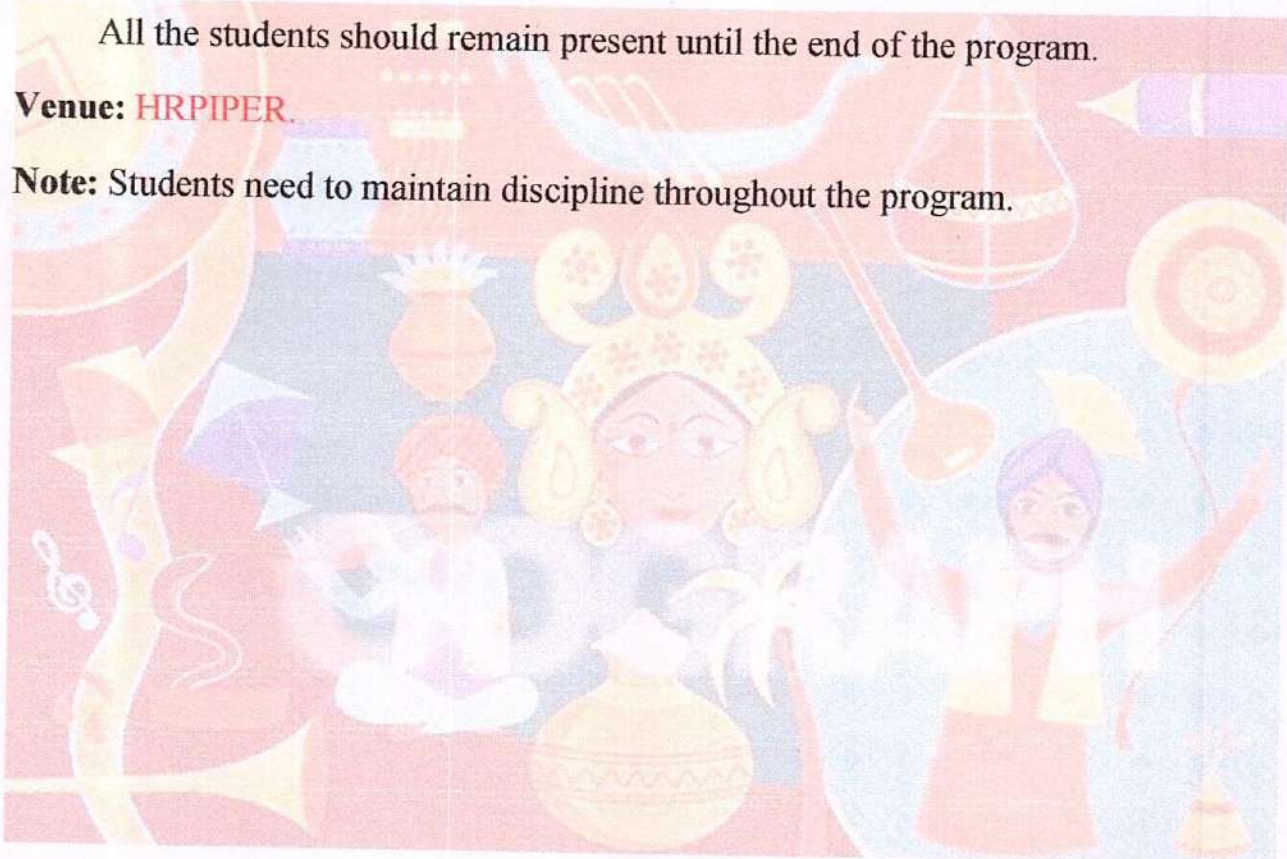 All the students should remain present until the end of the program.
Venue: HRPIPER.
Note: Students need to maintain discipline throughout the program.